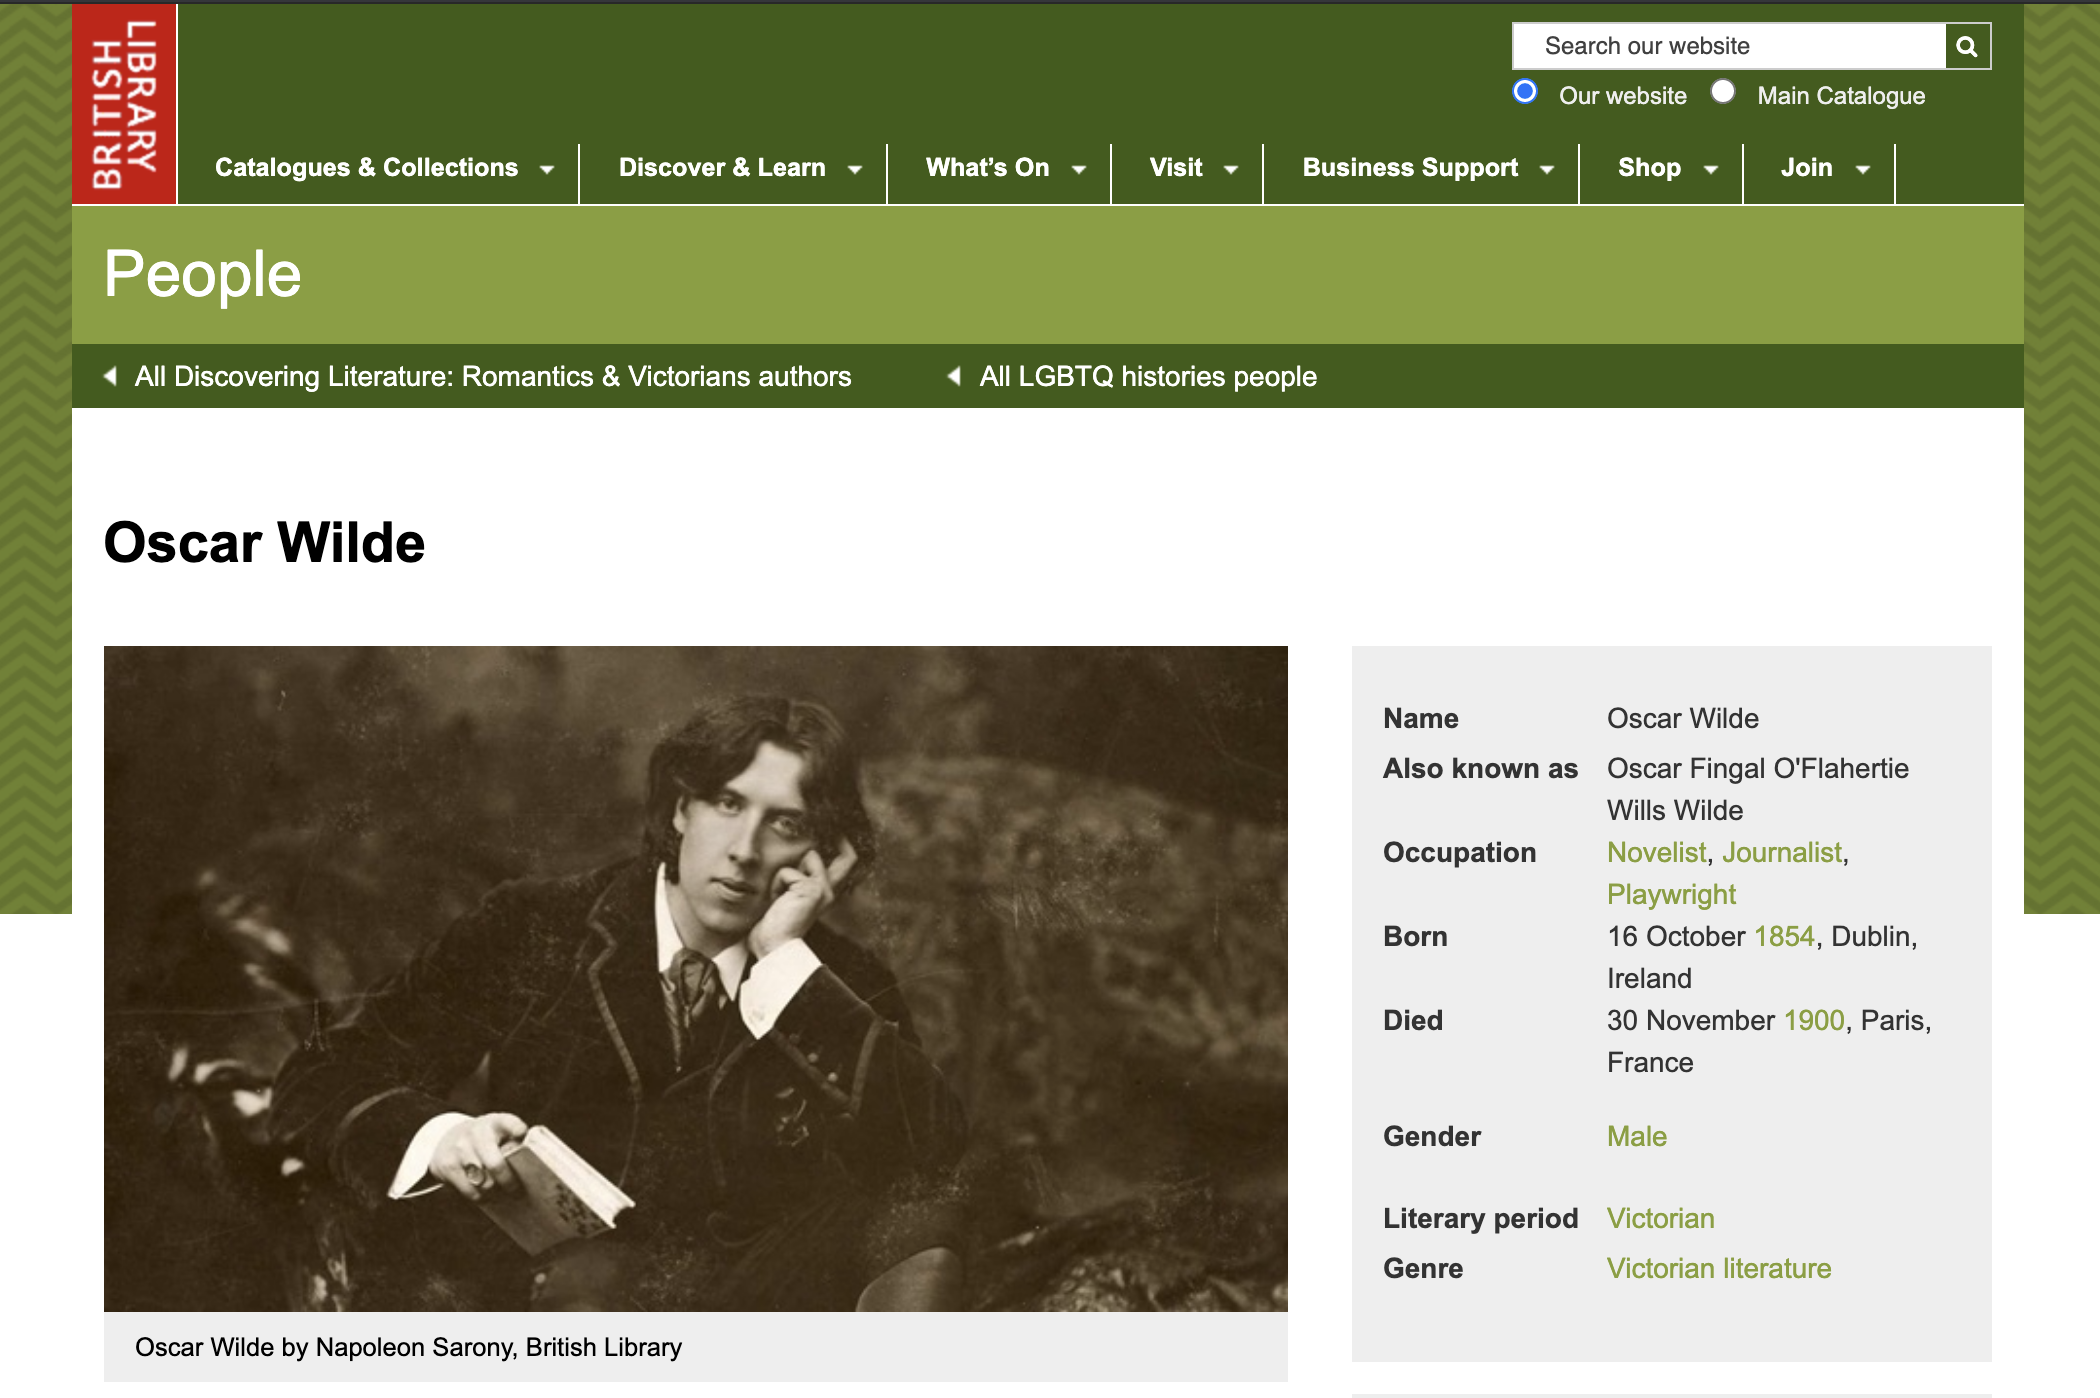 BRITISH
LIBRARY
Search our website
Our website
Main Catalogue
Catalogues & Collections
Discover & Learn
What’s On
Visit
Business Support
Shop
Join
People
All Discovering Literature: Romantics & Victorians authors
All LGBTQ histories people
Oscar Wilde
Oscar Wilde by Napoleon Sarony, British Library
Name Oscar Wilde
Also known as Oscar Fingal O'Flahertie
Wills Wilde
Occupation Novelist, Journalist,
Playwright
Born 16 October 1854, Dublin,
Ireland
Died 30 November 1900, Paris,
France
Gender Male
Literary period Victorian
Genre Victorian literature